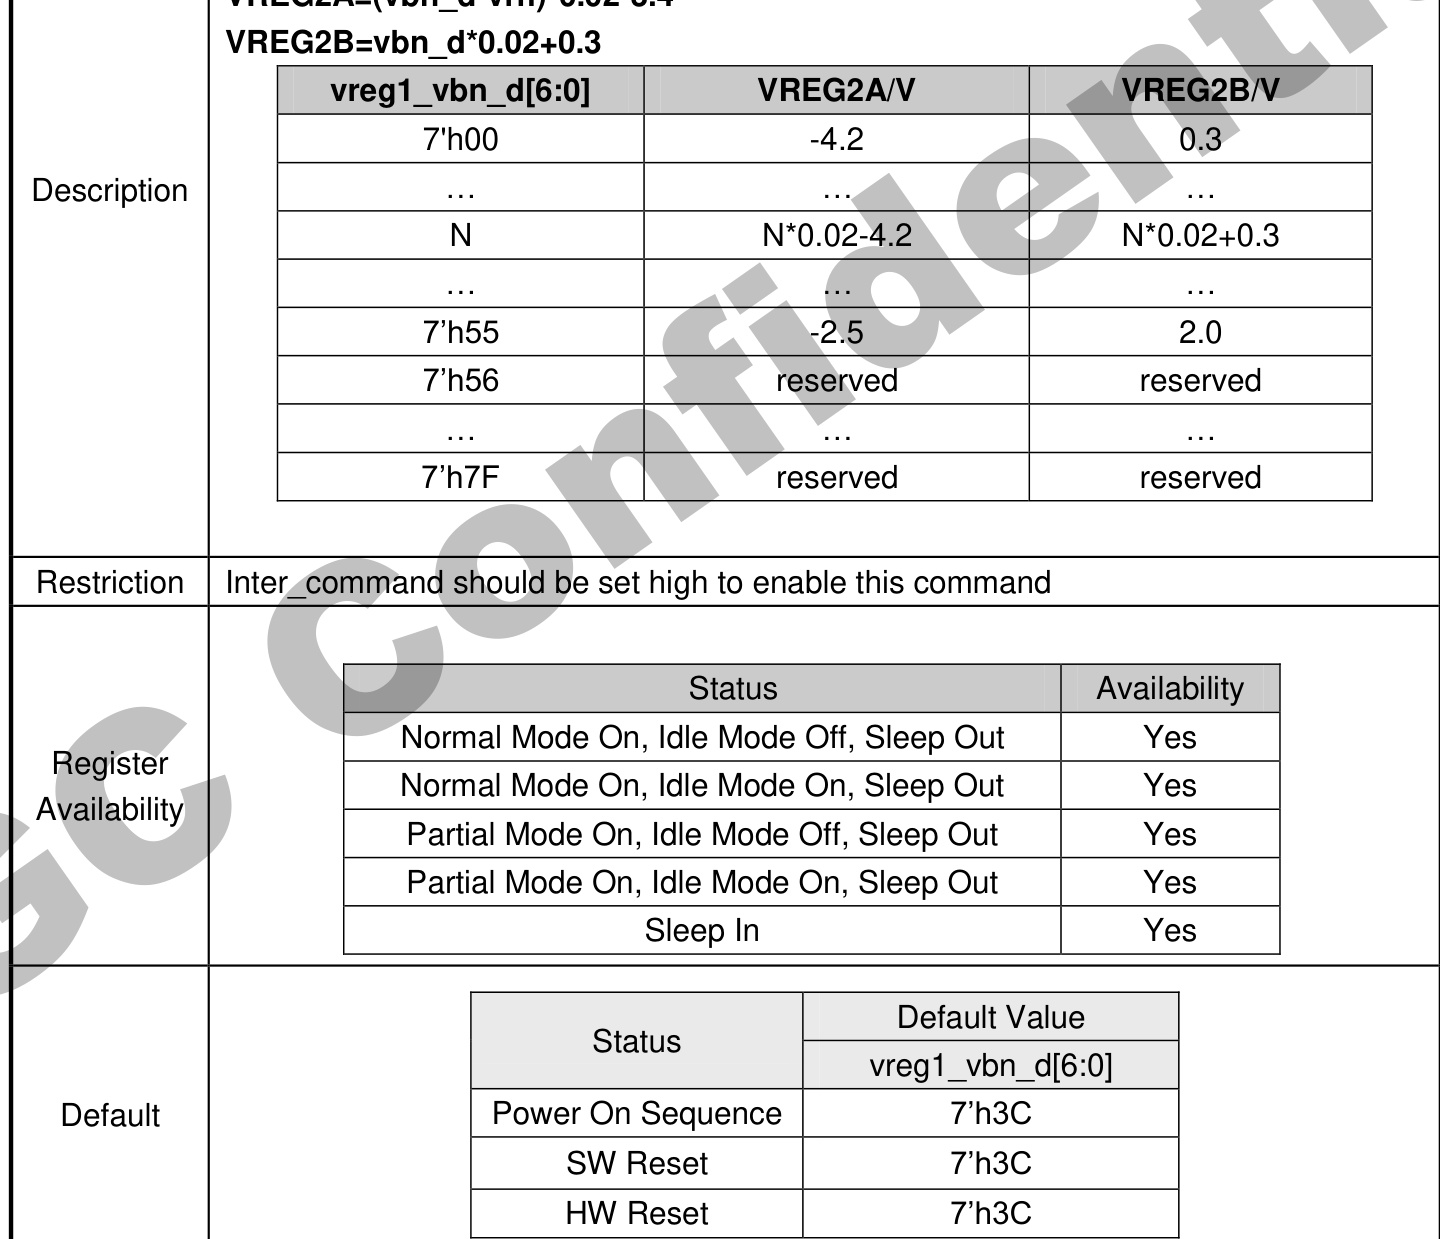 VREG2B=vbn_d*0.02+0.3
vreg1_vbn_d[6:0] VREG2A/V VREG2B/V
7'h00 -4.2 0.3
… … …
Description
N N*0.02-4.2 N*0.02+0.3
… … …
7’h55 -2.5 2.0
7’h56 reserved reserved
… … …
7’h7F reserved reserved
Restriction Inter_command should be set high to enable this command
Register
Availability
Status Availability
Normal Mode On, Idle Mode Off, Sleep Out Yes
Normal Mode On, Idle Mode On, Sleep Out Yes
Partial Mode On, Idle Mode Off, Sleep Out Yes
Partial Mode On, Idle Mode On, Sleep Out Yes
Sleep In Yes
Default
Status Default Value
vreg1_vbn_d[6:0]
Power On Sequence 7’h3C
SW Reset 7’h3C
HW Reset 7’h3C